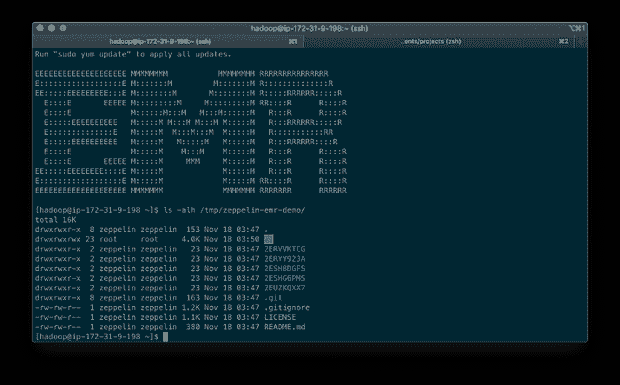 hadoop@ip-172-31-9-198:~ (ssh)
hadoop@ip-172-31-9-198:~ (ssh) ⌘1 ..ents/projects (zsh) ⌘2
Run "sudo yum update" to apply all updates.
EEEEEEEEEEEEEEEEEEEE MMMMMMMM           MMMMMMMM RRRRRRRRRRRRRRR
E::::::::::::::::::E M:::::::M         M:::::::M R::::::::::::::R
EE:::::EEEEEEEEE:::E M::::::::M       M::::::::M R:::::RRRRRR:::::R
  E::::E       EEEEE M:::::::::M     M:::::::::M RR::::R      R::::R
  E::::E             M::::::M:::M   M:::M::::::M   R:::R      R::::R
  E:::::EEEEEEEEEE   M:::::M M:::M M:::M M:::::M   R:::RRRRRR:::::R
  E::::::::::::::E   M:::::M  M:::M:::M  M:::::M   R:::::::::::RR
  E:::::EEEEEEEEEE   M:::::M   M:::::M   M:::::M   R:::RRRRRR::::R
  E::::E             M:::::M    M:::M    M:::::M   R:::R      R::::R
  E::::E       EEEEE M:::::M     MMM     M:::::M   R:::R      R::::R
EE:::::EEEEEEEE::::E M:::::M             M:::::M   R:::R      R::::R
E::::::::::::::::::E M:::::M             M:::::M RR::::R      R::::R
EEEEEEEEEEEEEEEEEEEE MMMMMMM             MMMMMMM RRRRRRR      RRRRRR
[hadoop@ip-172-31-9-198 ~]$ ls -alh /tmp/zeppelin-emr-demo/
total 16K
drwxrwxr-x 8 zeppelin zeppelin 153 Nov 18 03:47 .
drwxrwxrwx 23 root root 4.0K Nov 18 03:50 ..
drwxrwxr-x 2 zeppelin zeppelin 23 Nov 18 03:47 2ERVVKTCG
drwxrwxr-x 2 zeppelin zeppelin 23 Nov 18 03:47 2ERYY923A
drwxrwxr-x 2 zeppelin zeppelin 23 Nov 18 03:47 2ESH8DGFS
drwxrwxr-x 2 zeppelin zeppelin 23 Nov 18 03:47
drwxrwxr-x 2 zeppelin zeppelin 23 Nov 18 03:47 2EUZKQXX7
drwxrwxr-x 8 zeppelin zeppelin 163 Nov 18 03:47 .git
-rw-rw-r-- 1 zeppelin zeppelin 1.2K Nov 18 03:47 .gitignore
-rw-rw-r-- 1 zeppelin zeppelin 1.1K Nov 18 03:47 LICENSE
-rw-rw-r-- 1 zeppelin zeppelin 380 Nov 18 03:47 README.md
[hadoop@ip-172-31-9-198 ~]$